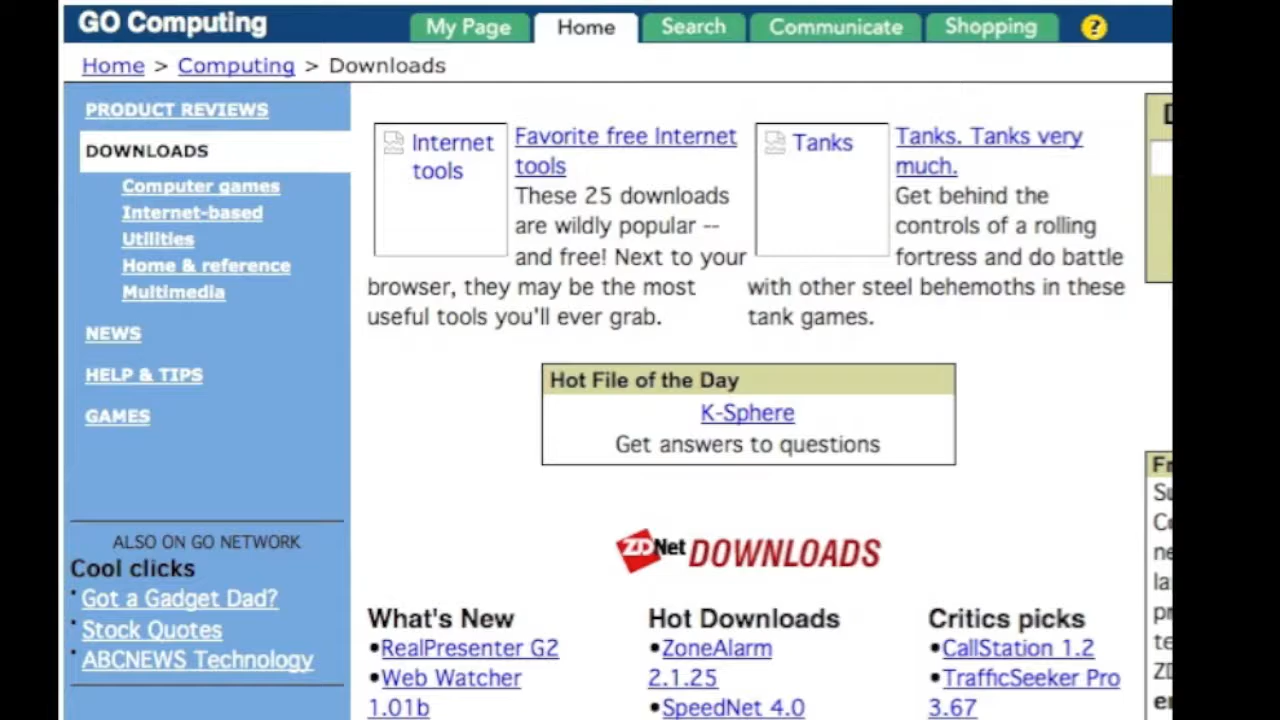 GO Computing
My Page
Home
Search
Communicate
Shopping
?
Home > Computing > Downloads
PRODUCT REVIEWS
DOWNLOADS
Computer games
Internet-based
Utilities
Home & reference
Multimedia
NEWS
HELP & TIPS
GAMES
ALSO ON GO NETWORK
Cool clicks
Got a Gadget Dad?
Stock Quotes
ABCNEWS Technology
Internet
tools
Favorite free Internet
tools
These 25 downloads
are wildly popular --
and free! Next to your
browser, they may be the most
useful tools you'll ever grab.
Tanks
Tanks. Tanks very
much.
Get behind the
controls of a rolling
fortress and do battle
with other steel behemoths in these
tank games.
Hot File of the Day
K-Sphere
Get answers to questions
ZDNet DOWNLOADS
What's New
•RealPresenter G2
•Web Watcher
1.01b
Hot Downloads
•ZoneAlarm
2.1.25
•SpeedNet 4.0
Critics picks
•CallStation 1.2
•TrafficSeeker Pro
3.67